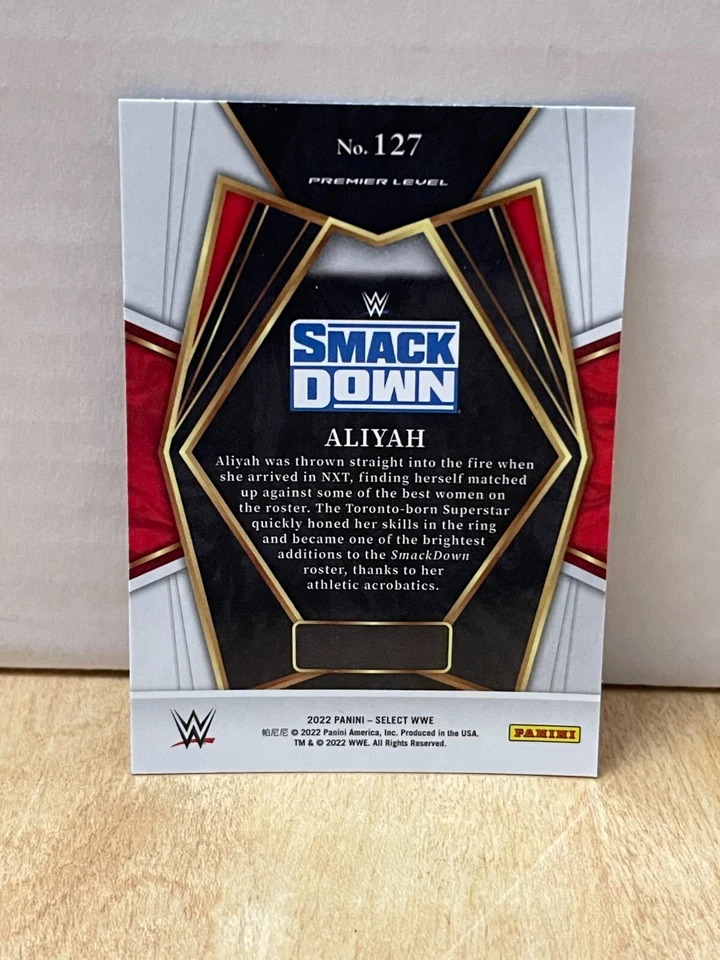 No. 127
PREMIER LEVEL
W
SMACK
DOWN
ALIYAH
Aliyah was thrown straight into the fire when
she arrived in NXT, finding herself matched
up against some of the best women on
the roster. The Toronto-born Superstar
quickly honed her skills in the ring
and became one of the brightest
additions to the SmackDown
roster, thanks to her
athletic acrobatics.
W
2022 PANINI – SELECT WWE
帕尼尼 © 2022 Panini America, Inc. Produced in the USA.
TM & © 2022 WWE. All Rights Reserved.
PANINI